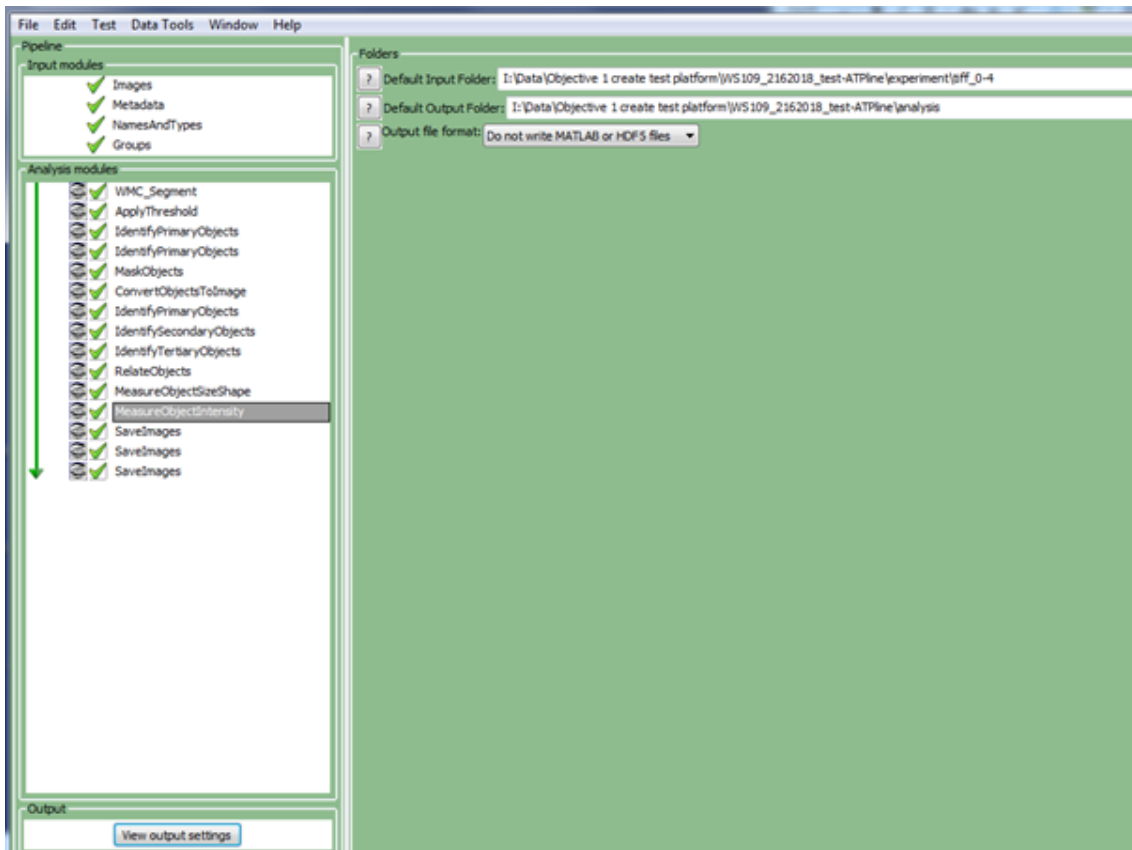 File Edit Test Data Tools Window Help
Pipeline
Input modules
Images
Metadata
NamesAndTypes
Groups
Analysis modules
WMC_Segment
ApplyThreshold
IdentifyPrimaryObjects
IdentifyPrimaryObjects
MaskObjects
ConvertObjectsToImage
IdentifyPrimaryObjects
IdentifySecondaryObjects
IdentifyTertiaryObjects
RelateObjects
MeasureObjectSizeShape
MeasureObjectIntensity
SaveImages
SaveImages
SaveImages
Output
View output settings
Folders
? Default Input Folder: I:\Data\Objective 1 create test platform\WS109_2162018_test-ATPline\experiment\tiff_0-4
? Default Output Folder: I:\Data\Objective 1 create test platform\WS109_2162018_test-ATPline\analysis
? Output file format: Do not write MATLAB or HDF5 files